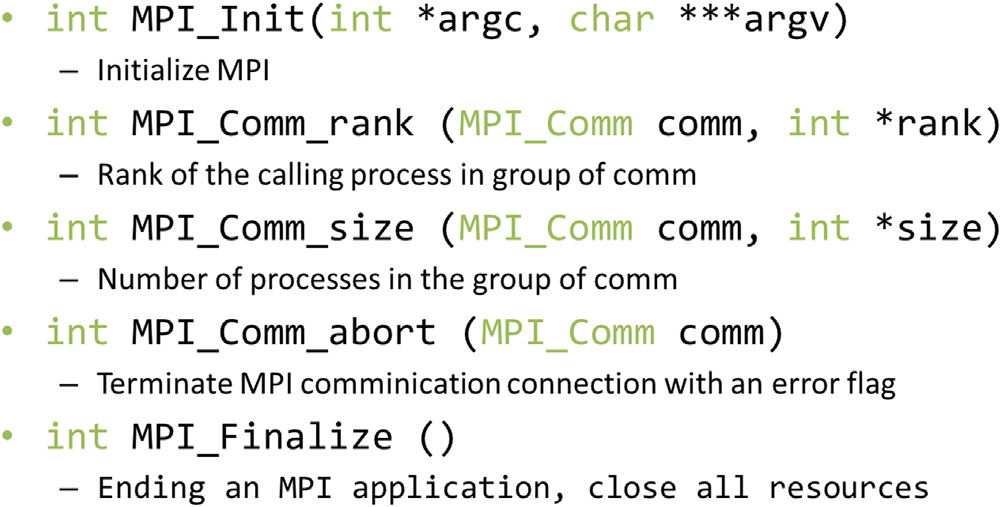 • int MPI_Init(int *argc, char ***argv)
– Initialize MPI
• int MPI_Comm_rank (MPI_Comm comm, int *rank)
– Rank of the calling process in group of comm
• int MPI_Comm_size (MPI_Comm comm, int *size)
– Number of processes in the group of comm
• int MPI_Comm_abort (MPI_Comm comm)
– Terminate MPI comminication connection with an error flag
• int MPI_Finalize ()
– Ending an MPI application, close all resources